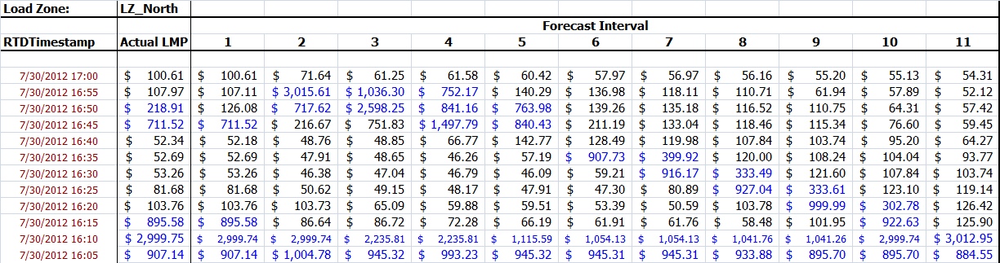 Load Zone: LZ_North
Forecast Interval
RTDTimestamp Actual LMP 1 2 3 4 5 6 7 8 9 10 11
7/30/2012 17:00 $ 100.61 $ 100.61 $ 71.64 $ 61.25 $ 61.58 $ 60.42 $ 57.97 $ 56.97 $ 56.16 $ 55.20 $ 55.13 $ 54.31
7/30/2012 16:55 $ 107.97 $ 107.11 $ 3,015.61 $ 1,036.30 $ 752.17 $ 140.29 $ 136.98 $ 118.11 $ 110.71 $ 61.94 $ 57.89 $ 52.12
7/30/2012 16:50 $ 218.91 $ 126.08 $ 717.62 $ 2,598.25 $ 841.16 $ 763.98 $ 139.26 $ 135.18 $ 116.52 $ 110.75 $ 64.31 $ 57.42
7/30/2012 16:45 $ 711.52 $ 711.52 $ 216.67 $ 751.83 $ 1,497.79 $ 840.43 $ 211.19 $ 133.04 $ 118.46 $ 115.34 $ 76.60 $ 59.45
7/30/2012 16:40 $ 52.34 $ 52.18 $ 48.76 $ 48.85 $ 66.77 $ 142.77 $ 128.49 $ 119.98 $ 107.84 $ 103.74 $ 95.20 $ 64.27
7/30/2012 16:35 $ 52.69 $ 52.69 $ 47.91 $ 48.65 $ 46.26 $ 57.19 $ 907.73 $ 399.92 $ 120.00 $ 108.24 $ 104.04 $ 93.77
7/30/2012 16:30 $ 53.26 $ 53.26 $ 46.38 $ 47.04 $ 46.79 $ 46.09 $ 59.21 $ 916.17 $ 333.49 $ 121.60 $ 107.84 $ 103.74
7/30/2012 16:25 $ 81.68 $ 81.68 $ 50.62 $ 49.15 $ 48.17 $ 47.91 $ 47.30 $ 80.89 $ 927.04 $ 333.61 $ 123.10 $ 119.14
7/30/2012 16:20 $ 103.76 $ 103.76 $ 103.73 $ 65.09 $ 59.88 $ 59.51 $ 53.39 $ 50.59 $ 103.78 $ 999.99 $ 302.78 $ 126.42
7/30/2012 16:15 $ 895.58 $ 895.58 $ 86.64 $ 86.72 $ 72.28 $ 66.19 $ 61.91 $ 61.76 $ 58.48 $ 101.95 $ 922.63 $ 125.90
7/30/2012 16:10 $ 2,999.75 $ 2,999.74 $ 2,999.74 $ 2,235.81 $ 2,235.81 $ 1,115.59 $ 1,054.13 $ 1,054.13 $ 1,041.76 $ 1,041.26 $ 2,999.74 $ 3,012.95
7/30/2012 16:05 $ 907.14 $ 907.14 $ 1,004.78 $ 945.32 $ 993.23 $ 945.32 $ 945.31 $ 945.31 $ 933.88 $ 895.70 $ 895.70 $ 884.55